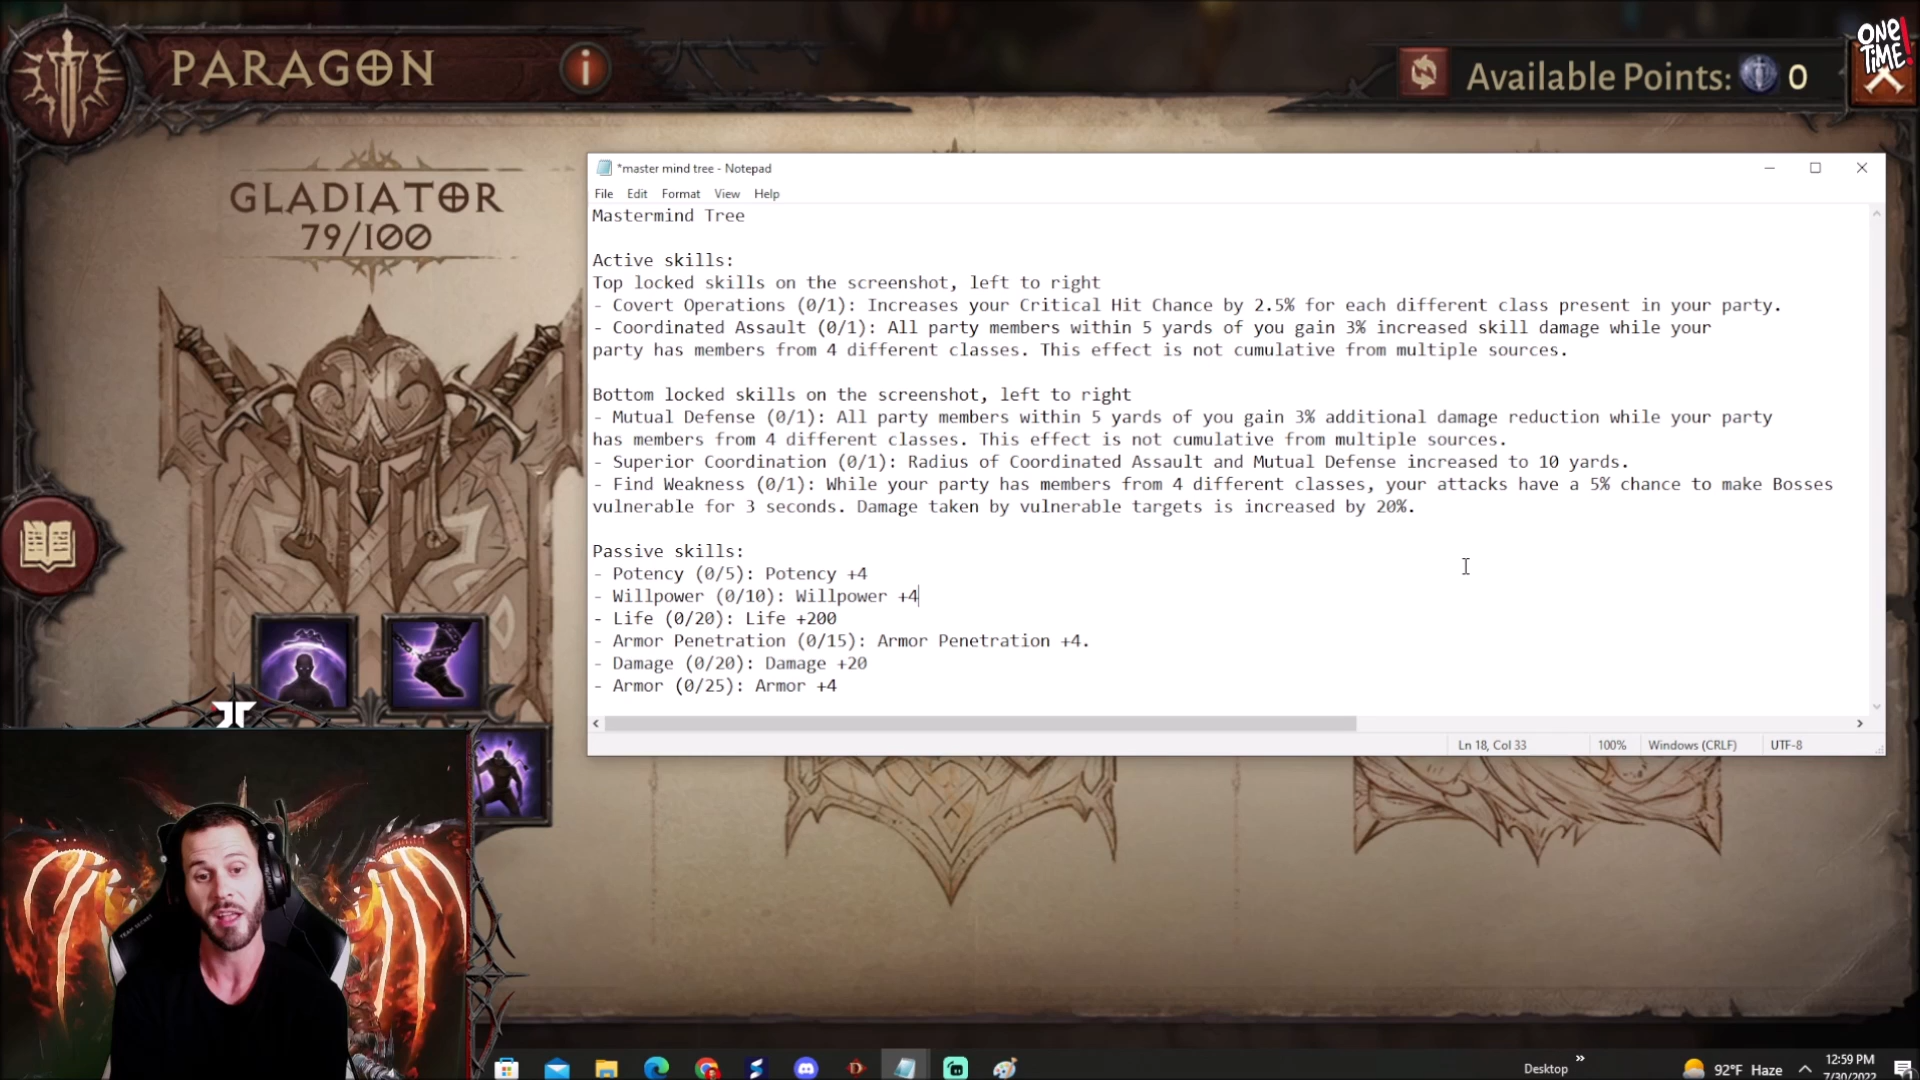 PARAGON
i
Available Points: 0
ONE
TIME!
GLADIATOR
79/100
*master mind tree - Notepad
File Edit Format View Help
Mastermind Tree
Active skills:
Top locked skills on the screenshot, left to right
- Covert Operations (0/1): Increases your Critical Hit Chance by 2.5% for each different class present in your party.
- Coordinated Assault (0/1): All party members within 5 yards of you gain 3% increased skill damage while your
party has members from 4 different classes. This effect is not cumulative from multiple sources.
Bottom locked skills on the screenshot, left to right
- Mutual Defense (0/1): All party members within 5 yards of you gain 3% additional damage reduction while your party
has members from 4 different classes. This effect is not cumulative from multiple sources.
- Superior Coordination (0/1): Radius of Coordinated Assault and Mutual Defense increased to 10 yards.
- Find Weakness (0/1): While your party has members from 4 different classes, your attacks have a 5% chance to make Bosses
vulnerable for 3 seconds. Damage taken by vulnerable targets is increased by 20%.
Passive skills:
- Potency (0/5): Potency +4
- Willpower (0/10): Willpower +4
- Life (0/20): Life +200
- Armor Penetration (0/15): Armor Penetration +4.
- Damage (0/20): Damage +20
- Armor (0/25): Armor +4
Ln 18, Col 33 100% Windows (CRLF) UTF-8
Desktop
92°F Haze
12:59 PM
7/30/2022